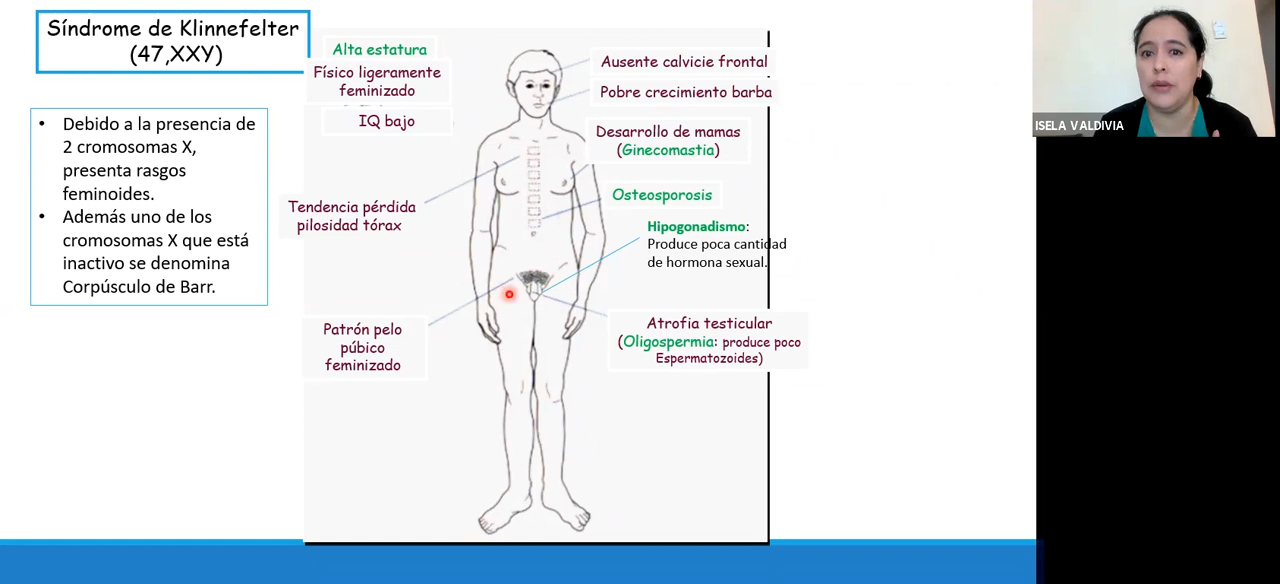 Síndrome de Klinnefelter
(47,XXY)
• Debido a la presencia de
2 cromosomas X,
presenta rasgos
feminoides.
• Además uno de los
cromosomas X que está
inactivo se denomina
Corpúsculo de Barr.
Alta estatura
Físico ligeramente
feminizado
IQ bajo
Tendencia pérdida
pilosidad tórax
Patrón pelo
púbico
feminizado
Ausente calvicie frontal
Pobre crecimiento barba
Desarrollo de mamas
(Ginecomastia)
Osteosporosis
Hipogonadismo:
Produce poca cantidad
de hormona sexual.
Atrofia testicular
(Oligospermia: produce poco
Espermatozoides)
ISELA VALDIVIA